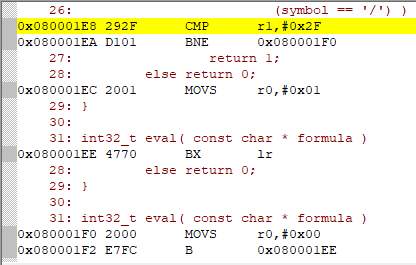 26:                     (symbol == '/') )
0x080001E8 292F      CMP      r1,#0x2F
0x080001EA D101      BNE      0x080001F0
27:             return 1;
28:     else return 0;
0x080001EC 2001      MOVS     r0,#0x01
29: }
30:
31: int32_t eval( const char * formula )
0x080001EE 4770      BX       lr
28:     else return 0;
29: }
30:
31: int32_t eval( const char * formula )
0x080001F0 2000      MOVS     r0,#0x00
0x080001F2 E7FC      B        0x080001EE